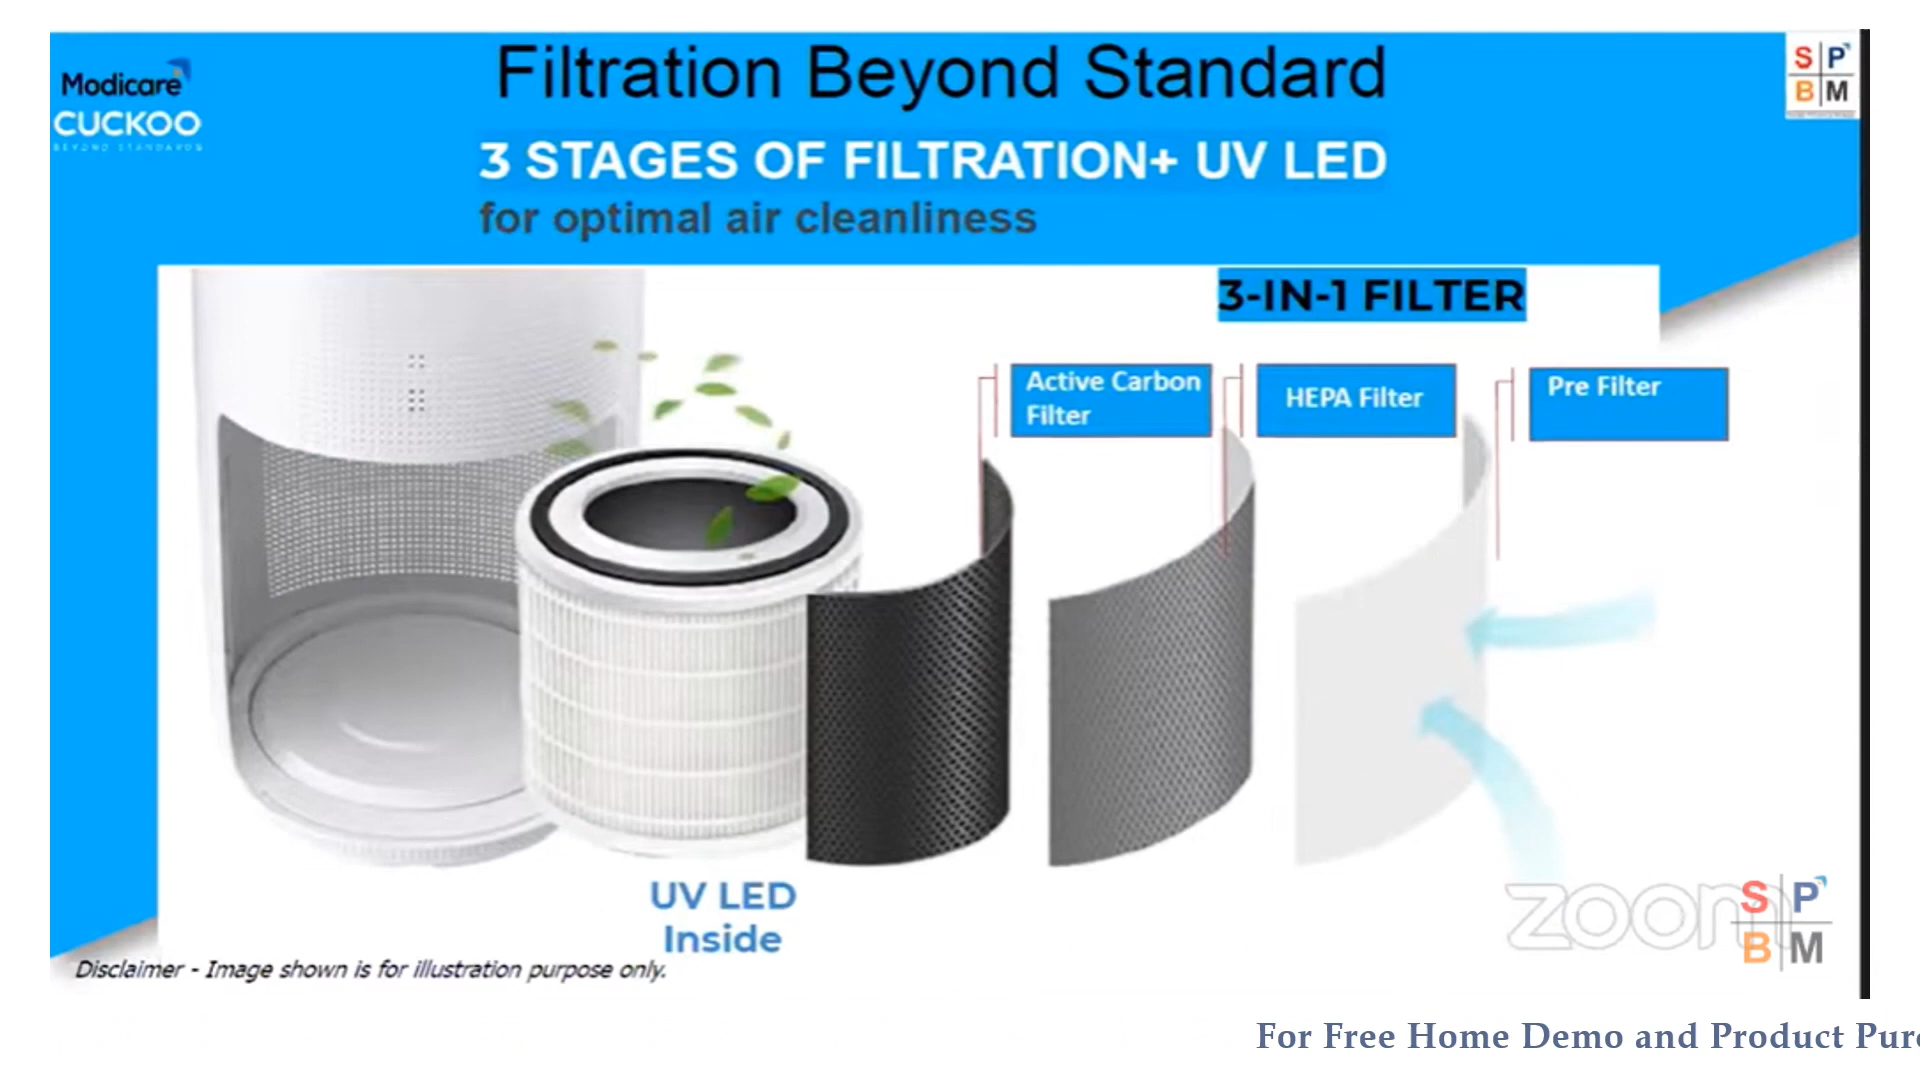 Modicare
CUCKOO
BEYOND STANDARDS
Filtration Beyond Standard
S P
B M
3 STAGES OF FILTRATION+ UV LED
for optimal air cleanliness
3-IN-1 FILTER
Active Carbon
Filter
HEPA Filter
Pre Filter
UV LED
Inside
zoom
S P
B M
Disclaimer - Image shown is for illustration purpose only.
For Free Home Demo and Product